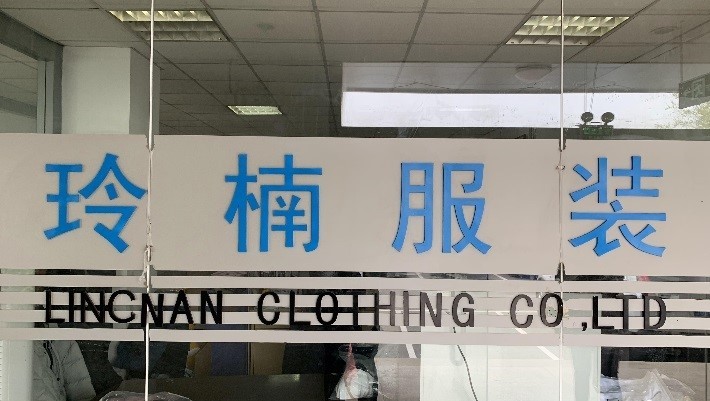 玲楠服装
LINCNAN CLOTHING CO.,LTD